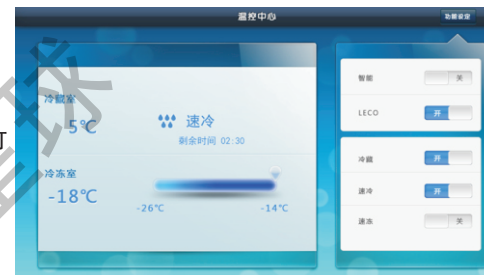 温控中心
功能设定
冷藏室
5℃
速冷
剩余时间 02:30
冷冻室
-18℃
-26℃
-14℃
智能 关
LECO 开
冷藏 开
速冷 开
速冻 关